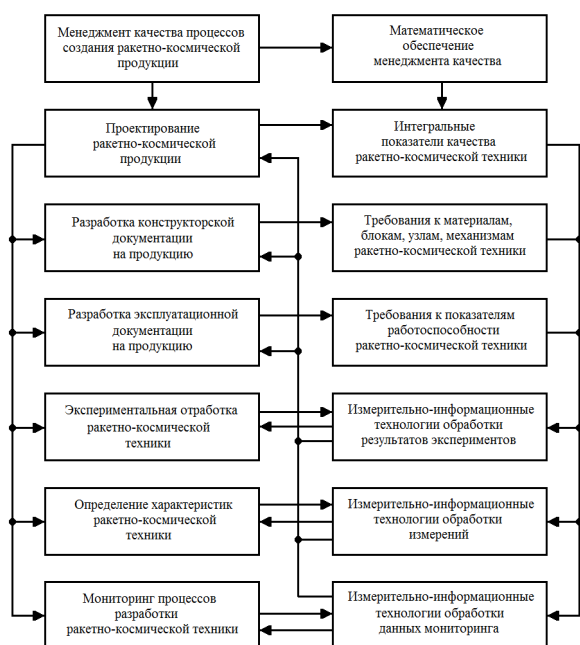 Менеджмент качества процессов
создания ракетно-космической
продукции
Математическое
обеспечение
менеджмента качества
Проектирование
ракетно-космической
продукции
Интегральные
показатели качества
ракетно-космической техники
Разработка конструкторской
документации
на продукцию
Требования к материалам,
блокам, узлам, механизмам
ракетно-космической техники
Разработка эксплуатационной
документации
на продукцию
Требования к показателям
работоспособности
ракетно-космической техники
Экспериментальная отработка
ракетно-космической
техники
Измерительно-информационные
технологии обработки
результатов экспериментов
Определение характеристик
ракетно-космической
техники
Измерительно-информационные
технологии обработки
измерений
Мониторинг процессов
разработки
ракетно-космической техники
Измерительно-информационные
технологии обработки
данных мониторинга